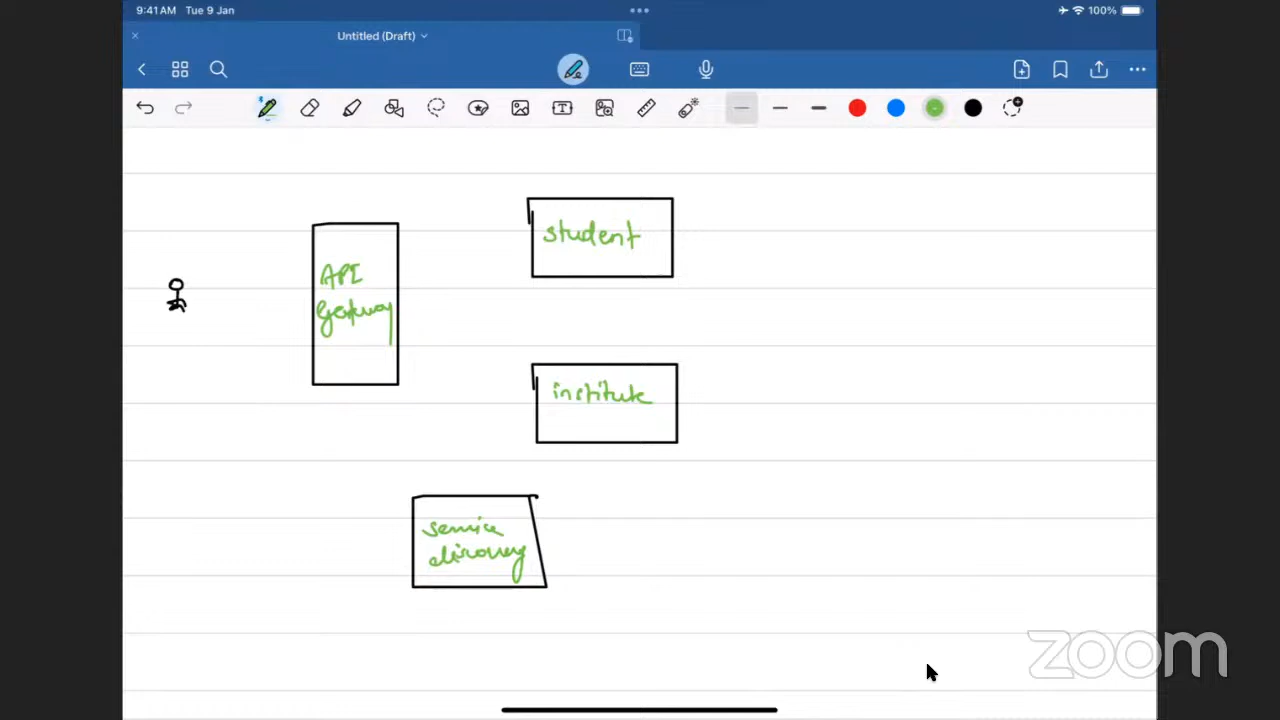 9:41 AM Tue 9 Jan
100%
Untitled (Draft)
student
API
Gateway
institute
service
discovery
zoom